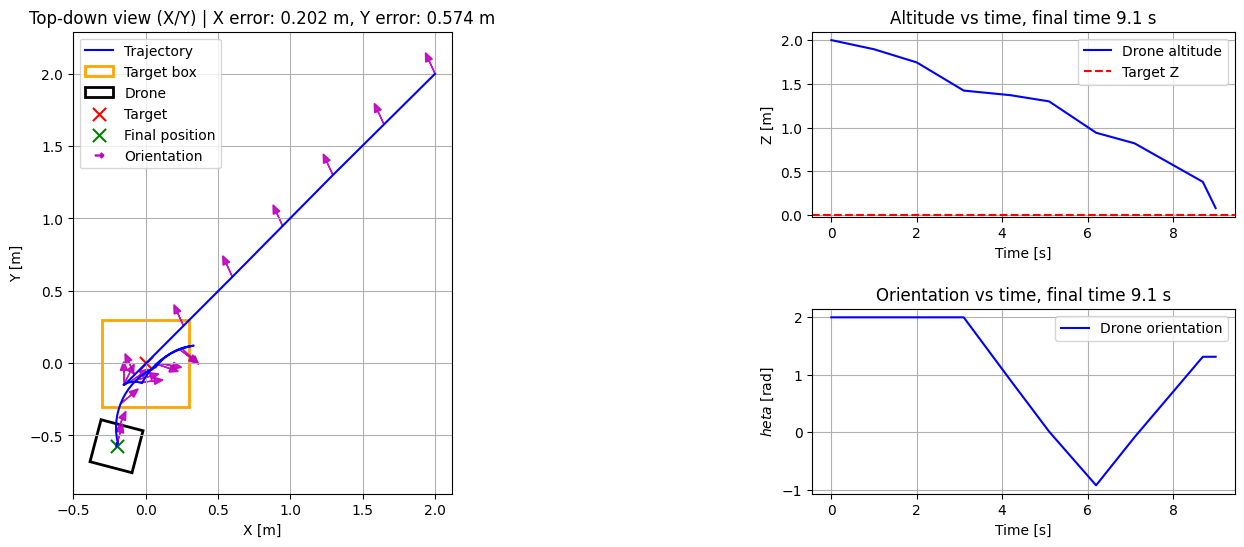 Top-down view (X/Y) | X error: 0.202 m, Y error: 0.574 m
Trajectory
Target box
Drone
Target
Final position
Orientation
2.0
1.5
1.0
0.5
0.0
−0.5
Y [m]
−0.5
0.0
0.5
1.0
1.5
2.0
X [m]
Altitude vs time, final time 9.1 s
Drone altitude
Target Z
2.0
1.5
1.0
0.5
0.0
Z [m]
0
2
4
6
8
Time [s]
Orientation vs time, final time 9.1 s
Drone orientation
2
1
0
−1
heta [rad]
0
2
4
6
8
Time [s]